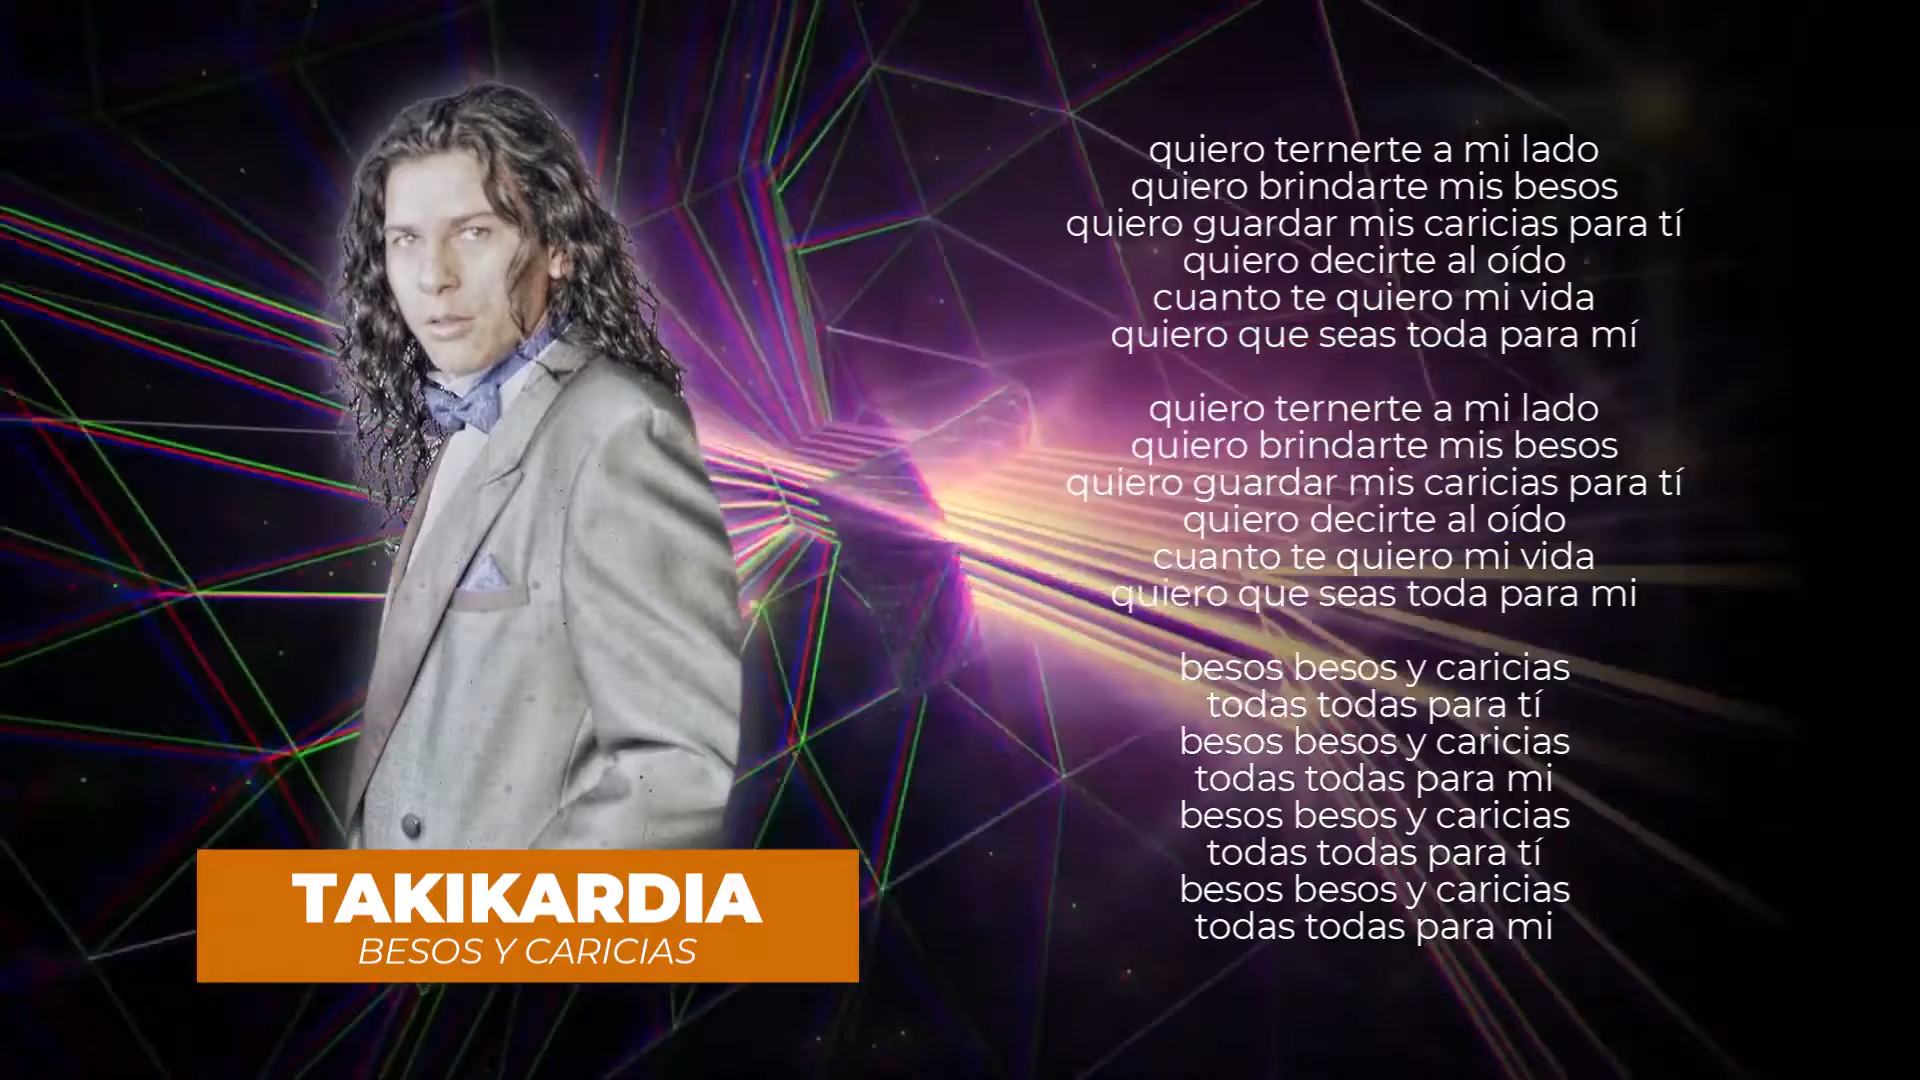 quiero ternerte a mi lado
quiero brindarte mis besos
quiero guardar mis caricias para tí
quiero decirte al oído
cuanto te quiero mi vida
quiero que seas toda para mí
quiero ternerte a mi lado
quiero brindarte mis besos
quiero guardar mis caricias para tí
quiero decirte al oído
cuanto te quiero mi vida
quiero que seas toda para mi
besos besos y caricias
todas todas para tí
besos besos y caricias
todas todas para mi
besos besos y caricias
todas todas para tí
besos besos y caricias
todas todas para mi
TAKIKARDIA
BESOS Y CARICIAS